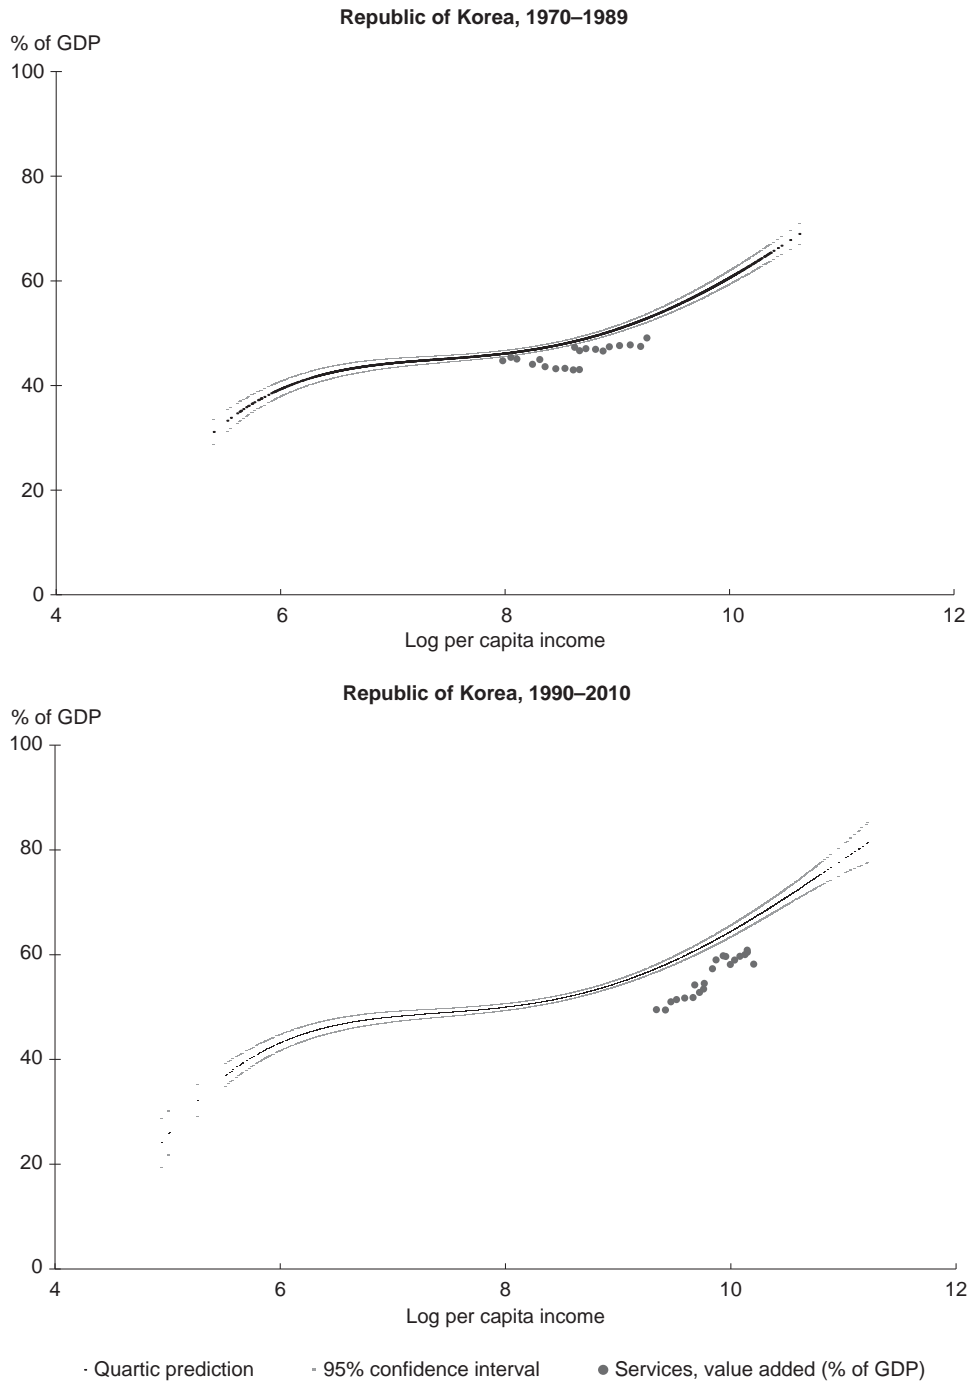 Republic of Korea, 1970–1989
% of GDP
100
80
60
40
20
0
4 6 8 10 12
Log per capita income
Republic of Korea, 1990–2010
% of GDP
100
80
60
40
20
0
4 6 8 10 12
Log per capita income
Quartic prediction 95% confidence interval Services, value added (% of GDP)